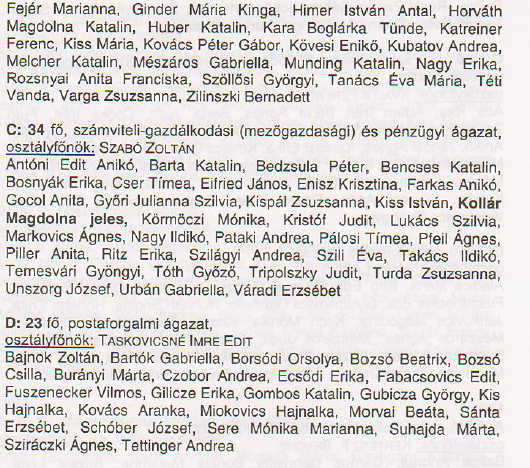 Fejér Marianna, Ginder Mária Kinga, Himer István Antal, Horváth
Magdolna Katalin, Huber Katalin, Kara Boglárka Tünde, Katreiner
Ferenc, Kiss Mária, Kovács Péter Gábor, Kövesi Enikő, Kubatov Andrea,
Melcher Katalin, Mészáros Gabriella, Munding Katalin, Nagy Erika,
Rozsnyai Anita Franciska, Szöllősi Györgyi, Tanács Éva Mária, Téti
Vanda, Varga Zsuzsanna, Zilinszki Bernadett
C: 34 fő, számviteli-gazdálkodási (mezőgazdasági) és pénzügyi ágazat,
osztályfőnök: SZABÓ ZOLTÁN
Antóni Edit Anikó, Barta Katalin, Bedzsula Péter, Bencses Katalin,
Bosnyák Erika, Cser Tímea, Eifried János, Enisz Krisztina, Farkas Anikó,
Gocol Anita, Győri Julianna Szilvia, Kispál Zsuzsanna, Kiss István, Kollár
Magdolna jeles, Körmöczi Mónika, Kristóf Judit, Lukács Szilvia,
Markovics Ágnes, Nagy Ildikó, Pataki Andrea, Pálosi Tímea, Pfeil Ágnes,
Piller Anita, Ritz Erika, Szilágyi Andrea, Szili Éva, Takács Ildikó,
Temesvári Gyöngyi, Tóth Győző, Tripolszky Judit, Turda Zsuzsanna,
Unszorg József, Urbán Gabriella, Váradi Erzsébet
D: 23 fő, postaforgalmi ágazat,
osztályfőnök: TASKOVICSNÉ IMRE EDIT
Bajnok Zoltán, Bartók Gabriella, Borsódi Orsolya, Bozsó Beatrix, Bozsó
Csilla, Burányi Márta, Czobor Andrea, Ecsődi Erika, Fabacsovics Edit,
Fuszenecker Vilmos, Gilicze Erika, Gombos Katalin, Gubicza György, Kis
Hajnalka, Kovács Aranka, Miokovics Hajnalka, Morvai Beáta, Sánta
Erzsébet, Schóber József, Sere Mónika Marianna, Suhajda Márta,
Sziráczki Ágnes, Tettinger Andrea